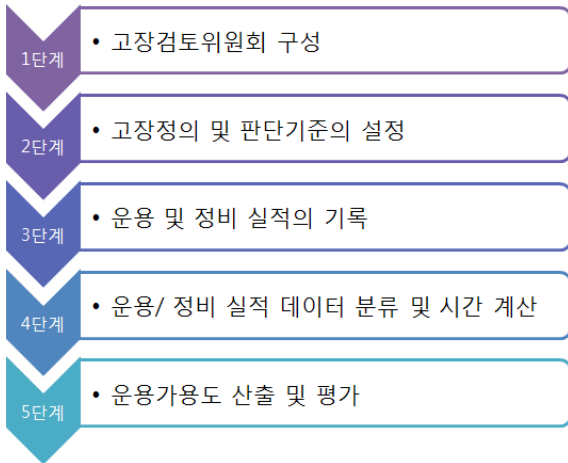 1단계
• 고장검토위원회 구성
2단계
• 고장정의 및 판단기준의 설정
3단계
• 운용 및 정비 실적의 기록
4단계
• 운용/ 정비 실적 데이터 분류 및 시간 계산
5단계
• 운용가용도 산출 및 평가